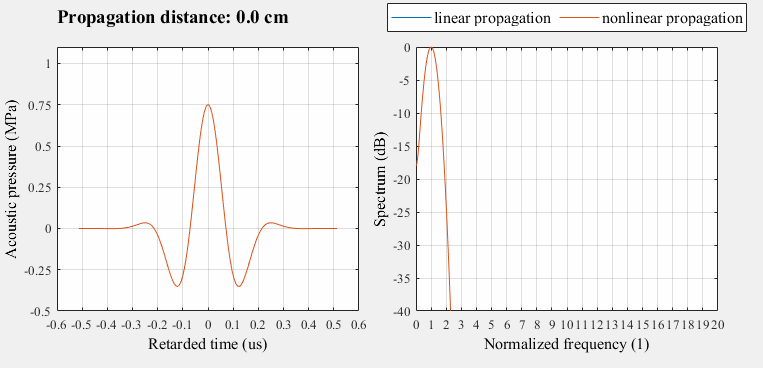 Propagation distance: 0.0 cm
linear propagation
nonlinear propagation
Acoustic pressure (MPa)
1
0.75
0.5
0.25
0
-0.25
-0.5
-0.6 -0.5 -0.4 -0.3 -0.2 -0.1 0 0.1 0.2 0.3 0.4 0.5 0.6
Retarded time (us)
Spectrum (dB)
0
-5
-10
-15
-20
-25
-30
-35
-40
0 1 2 3 4 5 6 7 8 9 10 11 12 13 14 15 16 17 18 19 20
Normalized frequency (1)